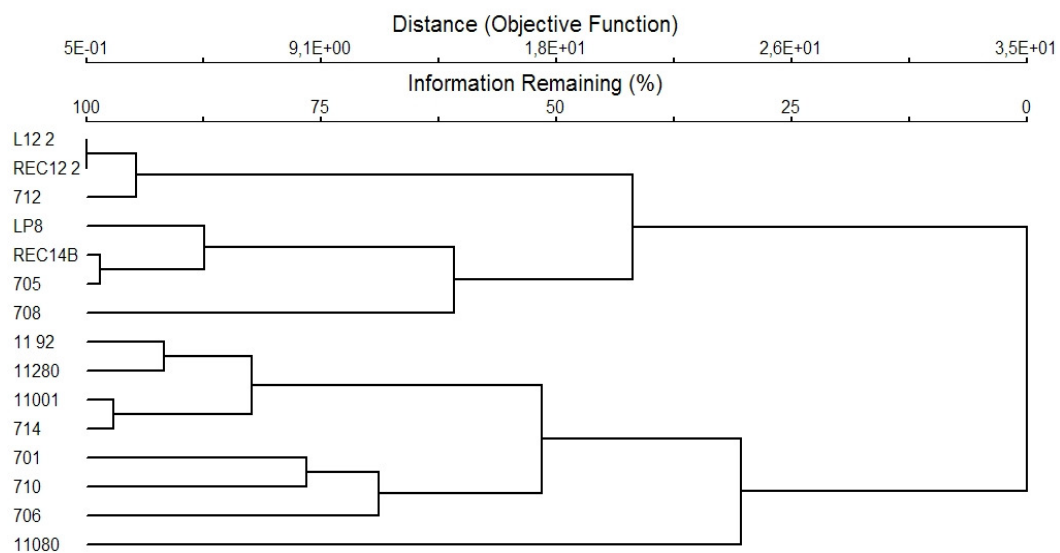 Distance (Objective Function)
5E-01 9,1E+00 1,8E+01 2,6E+01 3,5E+01
Information Remaining (%)
100 75 50 25 0
L12 2
REC12 2
712
LP8
REC14B
705
708
11 92
11280
11001
714
701
710
706
11080